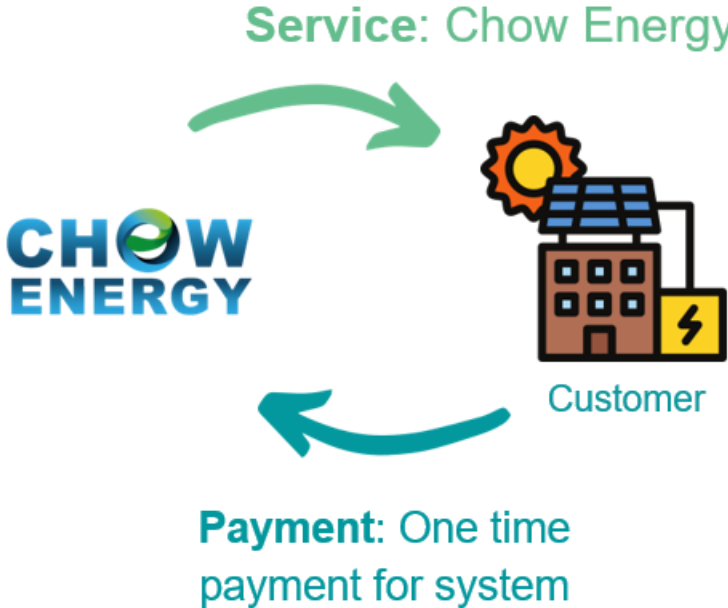 Service: Chow Energy
CHOW
ENERGY
Customer
Payment: One time
payment for system